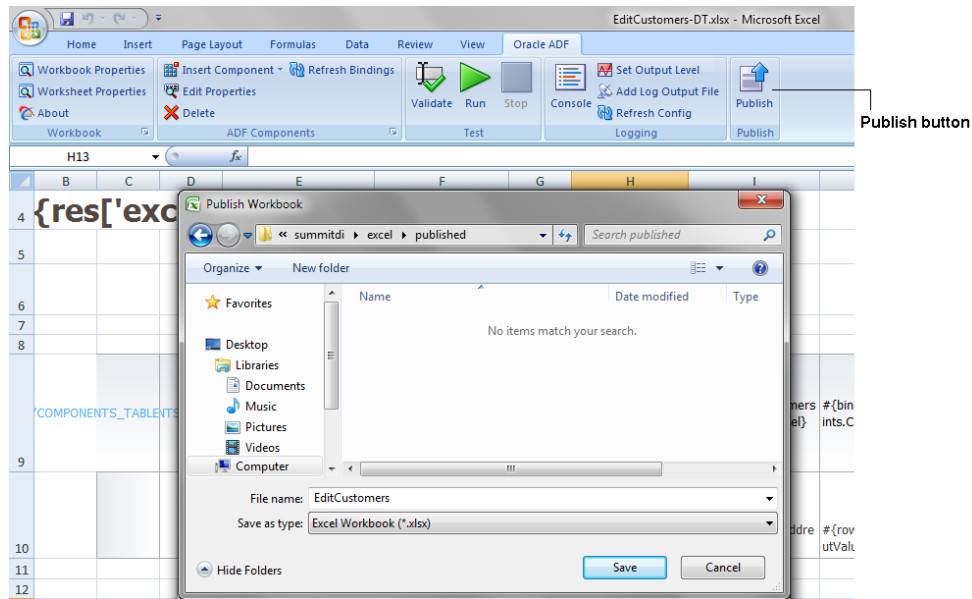 EditCustomers-DT.xlsx - Microsoft Excel
Home Insert Page Layout Formulas Data Review View Oracle ADF
Workbook Properties Insert Component Refresh Bindings Set Output Level
Worksheet Properties Edit Properties Add Log Output File
About Delete Validate Run Stop Console Refresh Config Publish
Workbook ADF Components Test Logging Publish
Publish button
H13 fx
B C D E F G H I
4 {res['exc
Publish Workbook
« summitdi excel published Search published
5
Organize New folder
6
Favorites Name Date modified Type
7
No items match your search.
8
Desktop
Libraries
Documents
'COMPONENTS_TABLE mers #{bin
Music el} ints.C
Pictures
Videos
9
Computer
File name: EditCustomers
Save as type: Excel Workbook (*.xlsx)
ddre #{row
10 utValu
11 Hide Folders Save Cancel
12